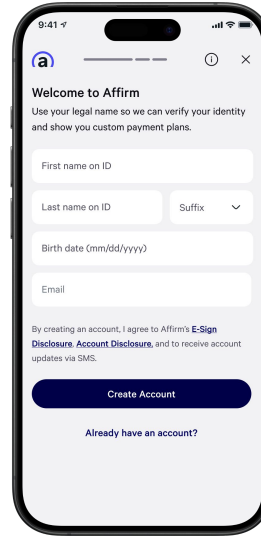 9:41
a
Welcome to Affirm
Use your legal name so we can verify your identity
and show you custom payment
plans.
First name on ID
Last name on ID
Suffix
Birth date (mm/dd/yyyy)
Email
By creating an account, I agree to Affirm's E-Sign
Disclosure, Account Disclosure, and to receive account
updates via SMS.
Create Account
Already have an account?